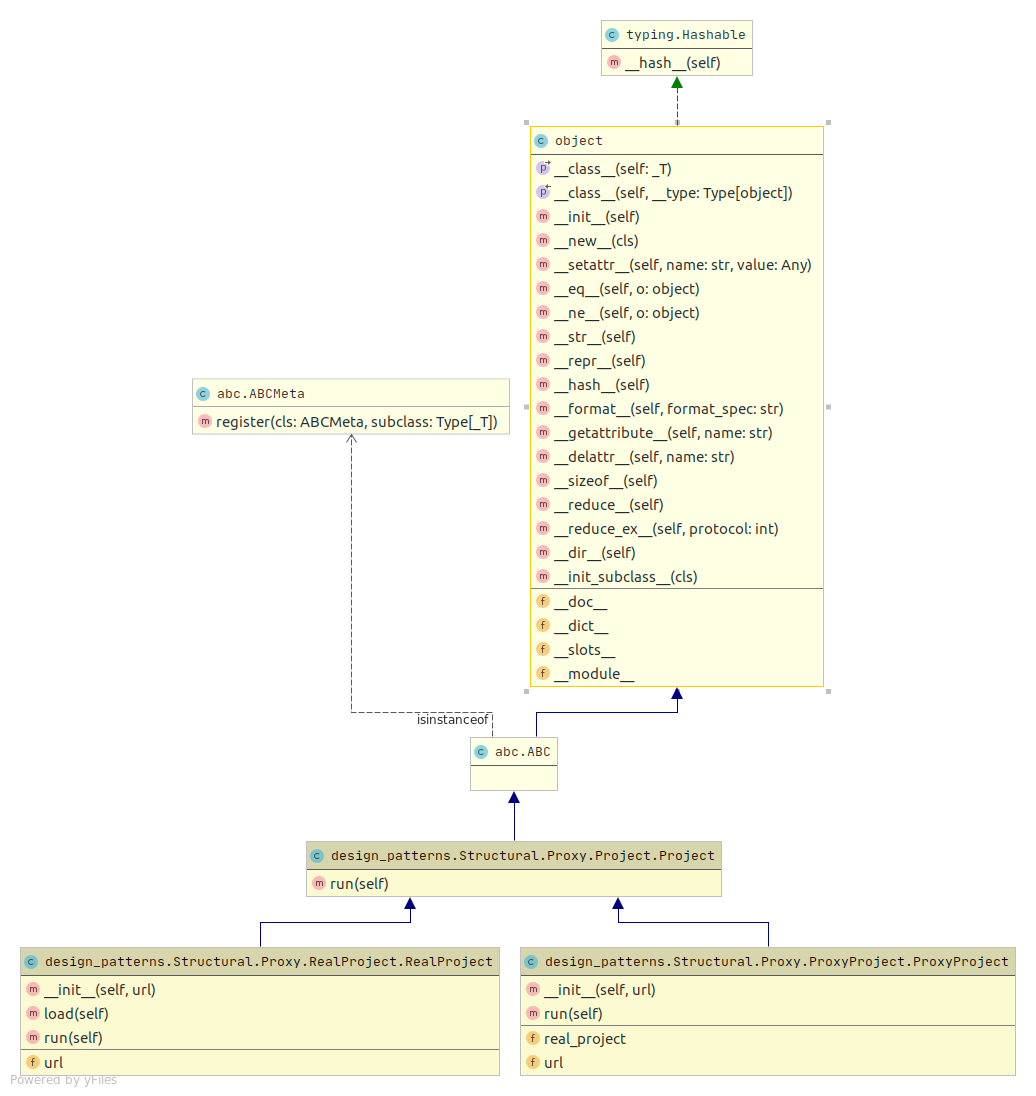 typing.Hashable
__hash__(self)
object
__class__(self: _T)
__class__(self, __type: Type[object])
__init__(self)
__new__(cls)
__setattr__(self, name: str, value: Any)
__eq__(self, o: object)
__ne__(self, o: object)
__str__(self)
__repr__(self)
__hash__(self)
__format__(self, format_spec: str)
__getattribute__(self, name: str)
__delattr__(self, name: str)
__sizeof__(self)
__reduce__(self)
__reduce_ex__(self, protocol: int)
__dir__(self)
__init_subclass__(cls)
__doc__
__dict__
__slots__
__module__
abc.ABCMeta
register(cls: ABCMeta, subclass: Type[_T])
isinstanceof
abc.ABC
design_patterns.Structural.Proxy.Project.Project
run(self)
design_patterns.Structural.Proxy.RealProject.RealProject
__init__(self, url)
load(self)
run(self)
url
design_patterns.Structural.Proxy.ProxyProject.ProxyProject
__init__(self, url)
run(self)
real_project
url
Powered by yFiles